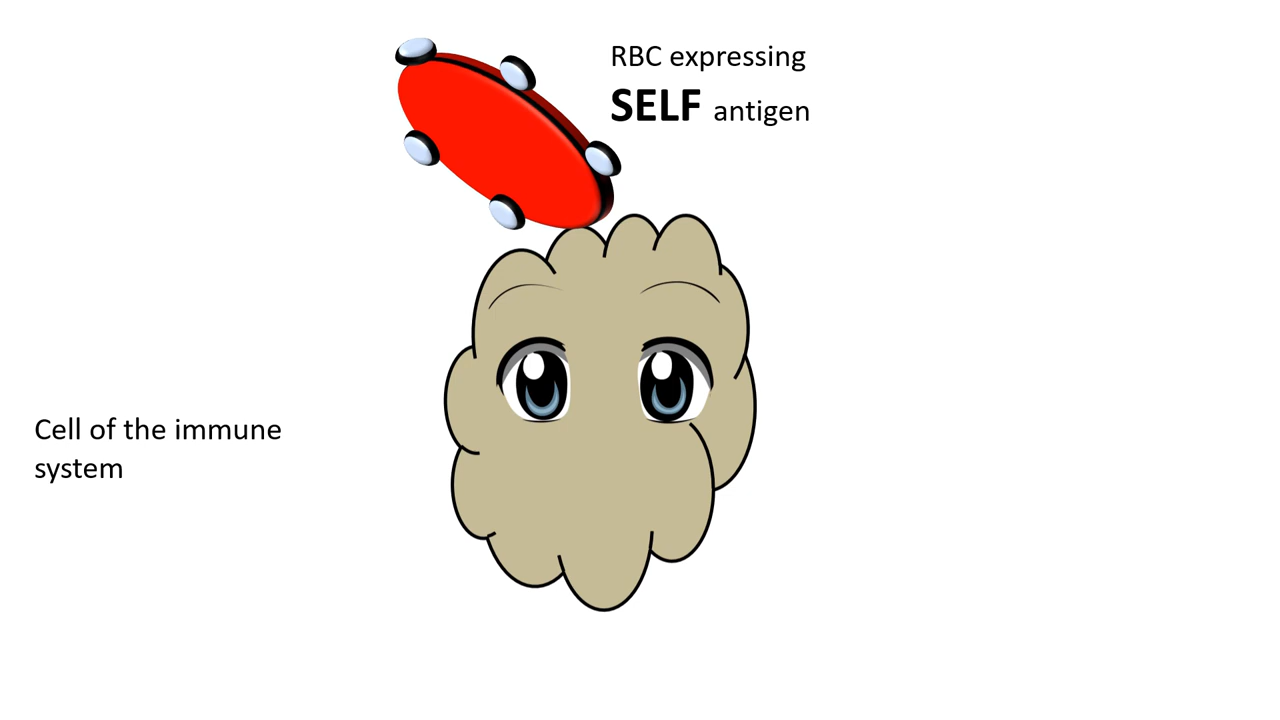 RBC expressing
SELF antigen
Cell of the immune
system